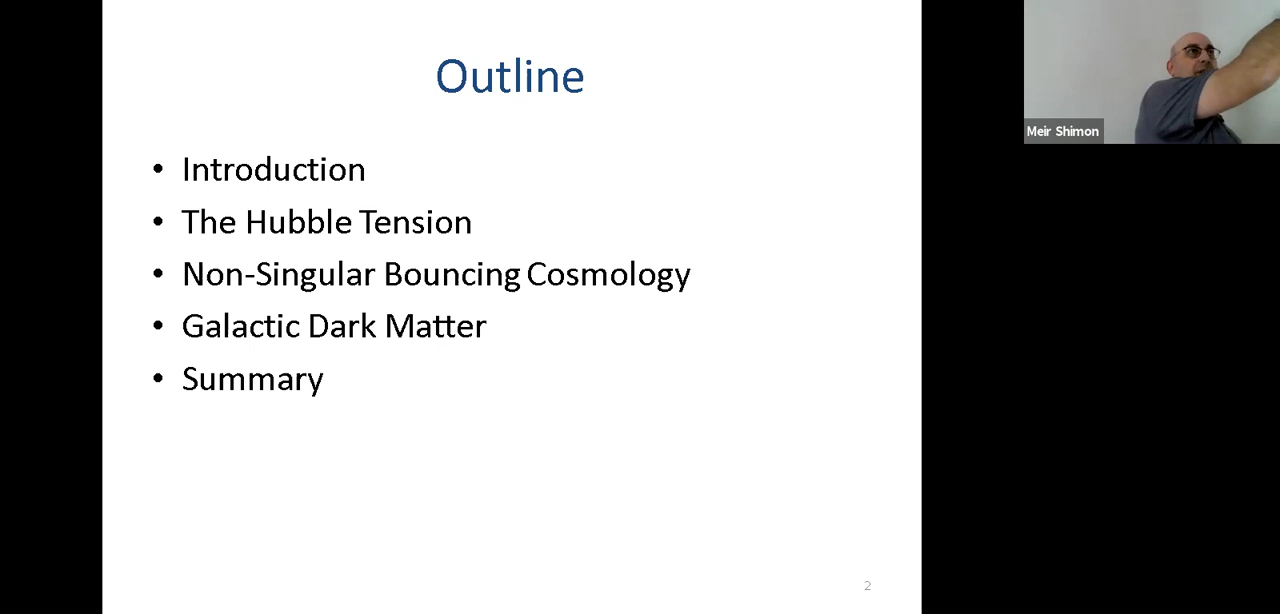 Outline
• Introduction
• The Hubble Tension
• Non-Singular Bouncing Cosmology
• Galactic Dark Matter
• Summary
2
Meir Shimon